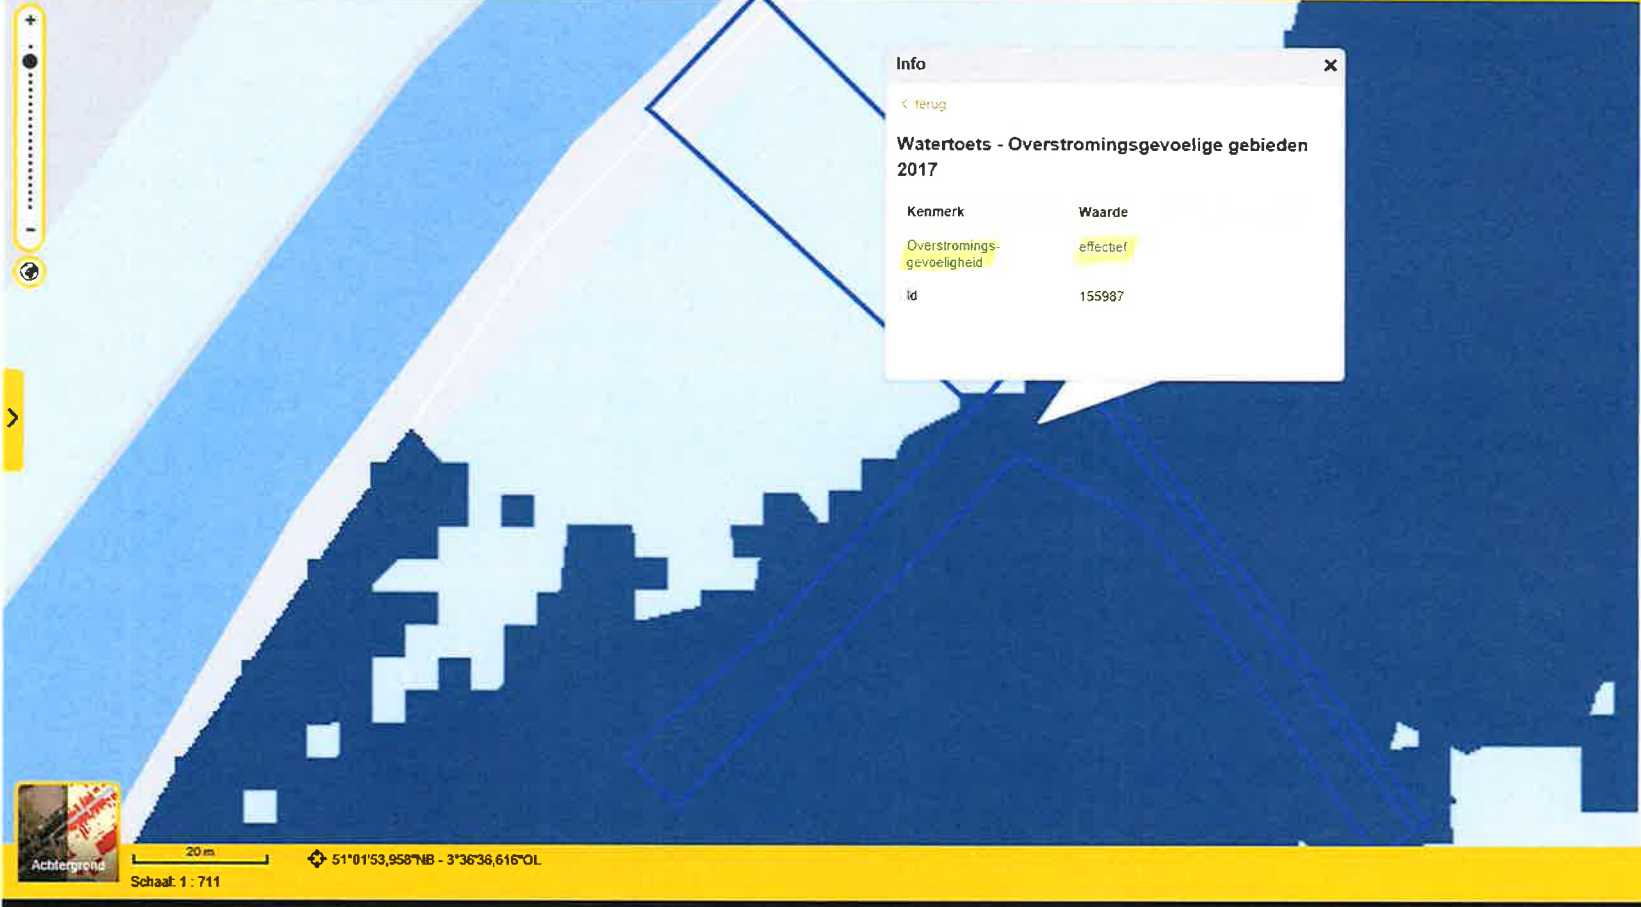 +
Info
×
< terug
Watertoets - Overstromingsgevoelige gebieden
2017
Kenmerk Waarde
Overstromings- effectief
gevoeligheid
Id 155987
-
Achtergrond
20 m
51°01'53,958"NB - 3°36'36,616"OL
Schaal: 1 : 711